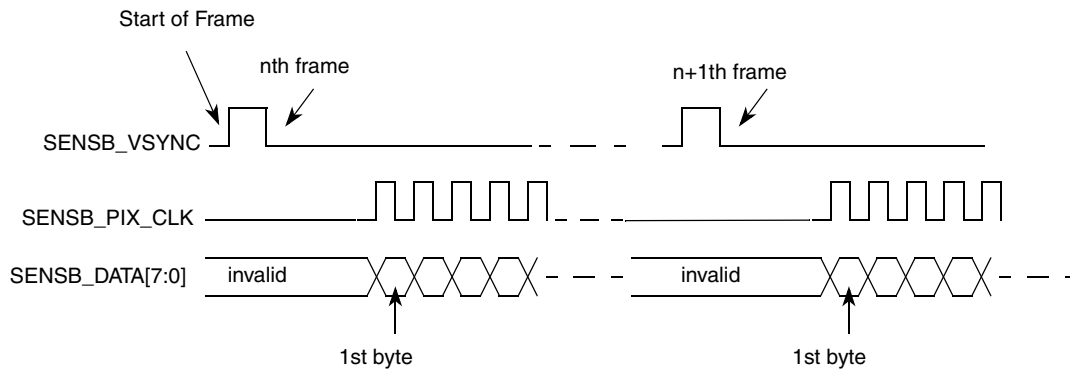 Start of Frame
nth frame
n+1th frame
SENSB_VSYNC
SENSB_PIX_CLK
SENSB_DATA[7:0]
invalid
invalid
1st byte
1st byte